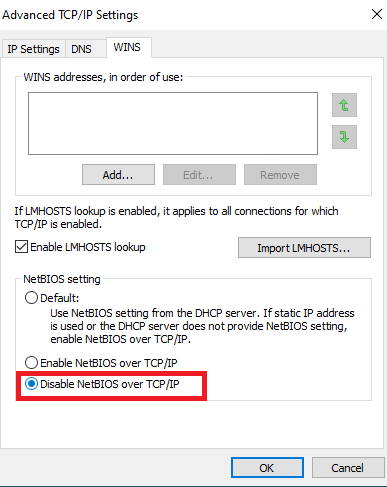 Advanced TCP/IP Settings
IP Settings DNS WINS
WINS addresses, in order of use:
Add... Edit... Remove
If LMHOSTS lookup is enabled, it applies to all connections for which
TCP/IP is enabled.
Enable LMHOSTS lookup Import LMHOSTS...
NetBIOS setting
Default:
Use NetBIOS setting from the DHCP server. If static IP address
is used or the DHCP server does not provide NetBIOS setting,
enable NetBIOS over TCP/IP.
Enable NetBIOS over TCP/IP
Disable NetBIOS over TCP/IP
OK Cancel